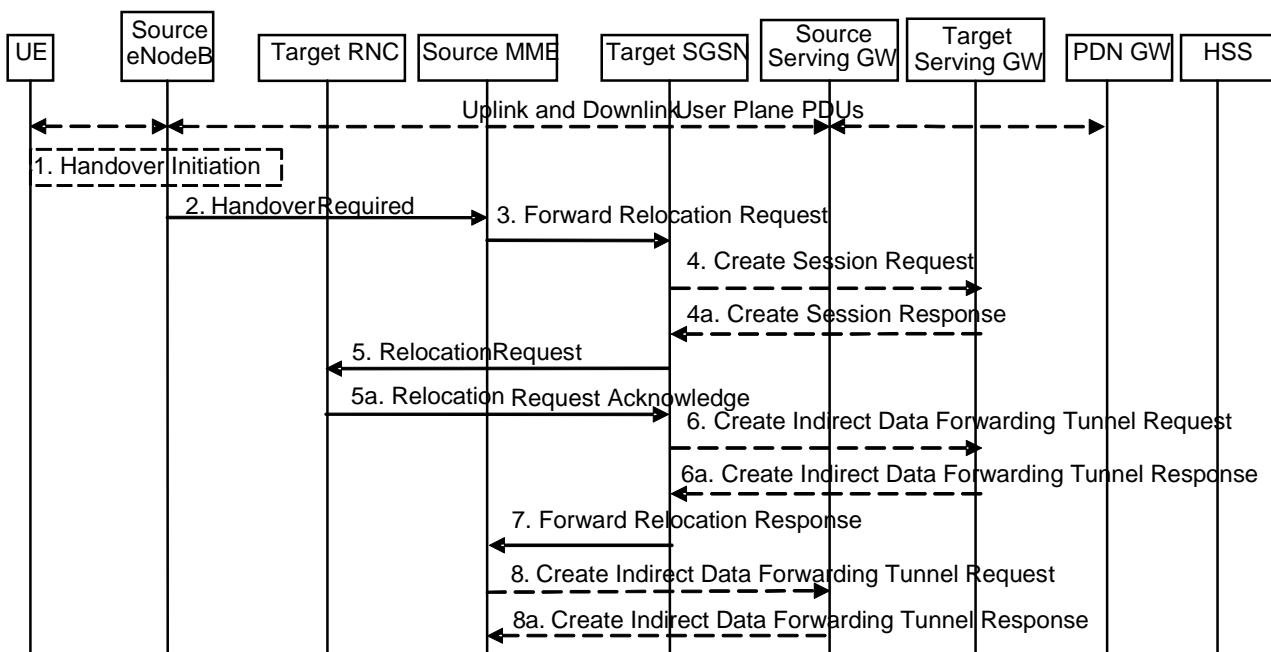 UE
Source
eNodeB
Target RNC
Source MME
Target SGSN
Source
Serving GW
Target
Serving GW
PDN GW
HSS
Uplink and Downlink User Plane PDUs
1. Handover Initiation
2. Handover Required
3. Forward Relocation Request
4. Create Session Request
4a. Create Session Response
5. Relocation Request
5a. Relocation Request Acknowledge
6. Create Indirect Data Forwarding Tunnel Request
6a. Create Indirect Data Forwarding Tunnel Response
7. Forward Relocation Response
8. Create Indirect Data Forwarding Tunnel Request
8a. Create Indirect Data Forwarding Tunnel Response